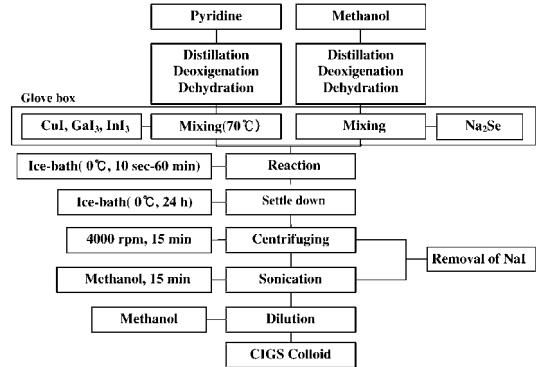 Pyridine
Methanol
Distillation
Deoxigenation
Dehydration
Distillation
Deoxigenation
Dehydration
Glove box
CuI, GaI₃, InI₃
Mixing(70℃)
Mixing
Na₂Se
Ice-bath( 0℃, 10 sec-60 min)
Reaction
Ice-bath( 0℃, 24 h)
Settle down
4000 rpm, 15 min
Centrifuging
Removal of NaI
Methanol, 15 min
Sonication
Methanol
Dilution
CIGS Colloid